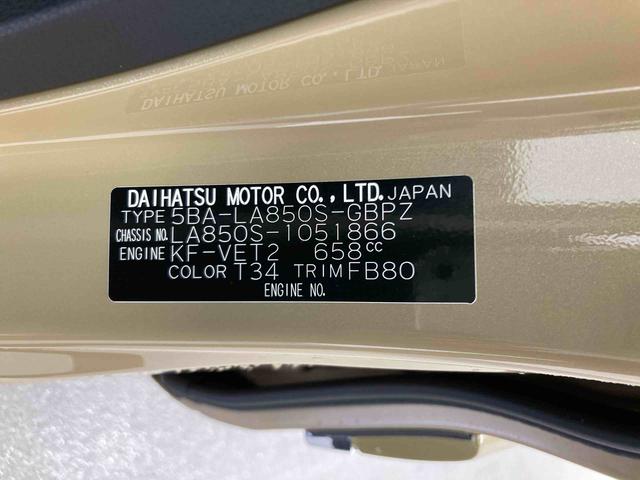 DAIHATSU MOTOR CO., LTD. JAPAN
TYPE 5BA-LA850S-GBPZ
CHASSIS NO. LA850S-1051866
ENGINE KF-VET2 658cc
COLOR T34 TRIM FB80
ENGINE NO.